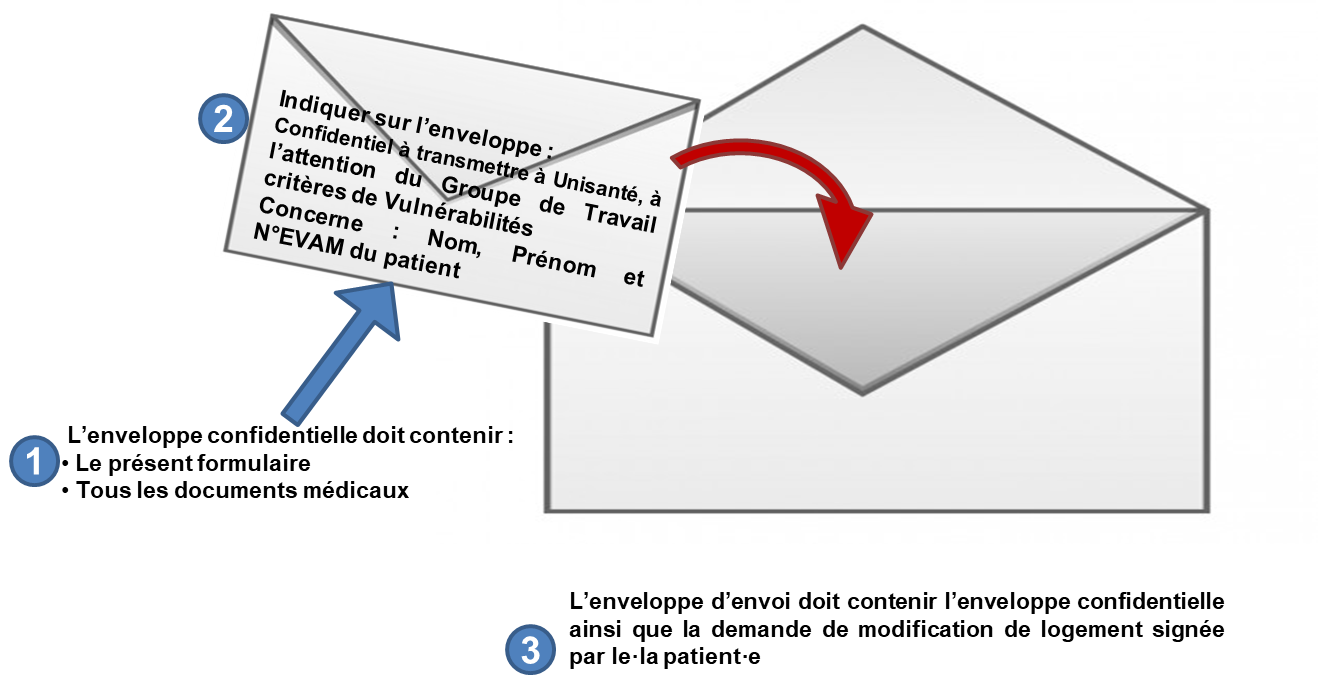 2
Indiquer sur l’enveloppe :
Confidentiel à transmettre à Unisanté, à
l’attention du Groupe de Travail
critères de Vulnérabilités
Concerne : Nom, Prénom et
N°EVAM du patient
1
L’enveloppe confidentielle doit contenir :
• Le présent formulaire
• Tous les documents médicaux
3
L’enveloppe d’envoi doit contenir l’enveloppe confidentielle
ainsi que la demande de modification de logement signée
par le·la patient·e